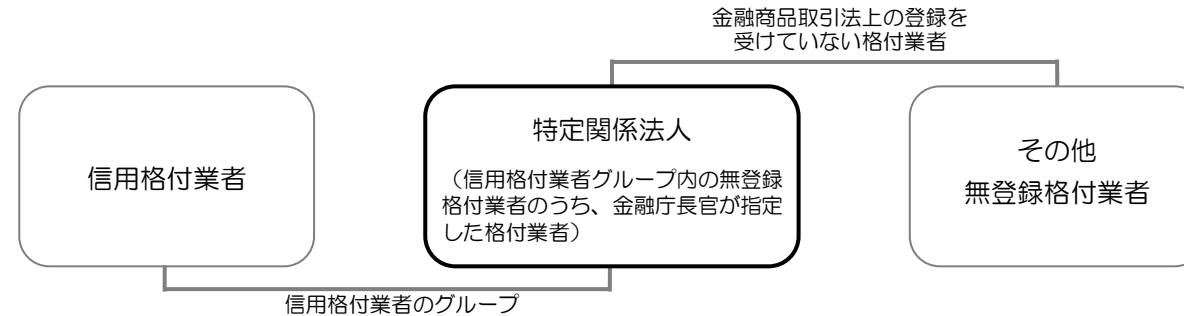 金融商品取引法上の登録を
受けていない格付業者
信用格付業者
特定関係法人
（信用格付業者グループ内の無登録
格付業者のうち、金融庁長官が指定
した格付業者）
その他
無登録格付業者
信用格付業者のグループ